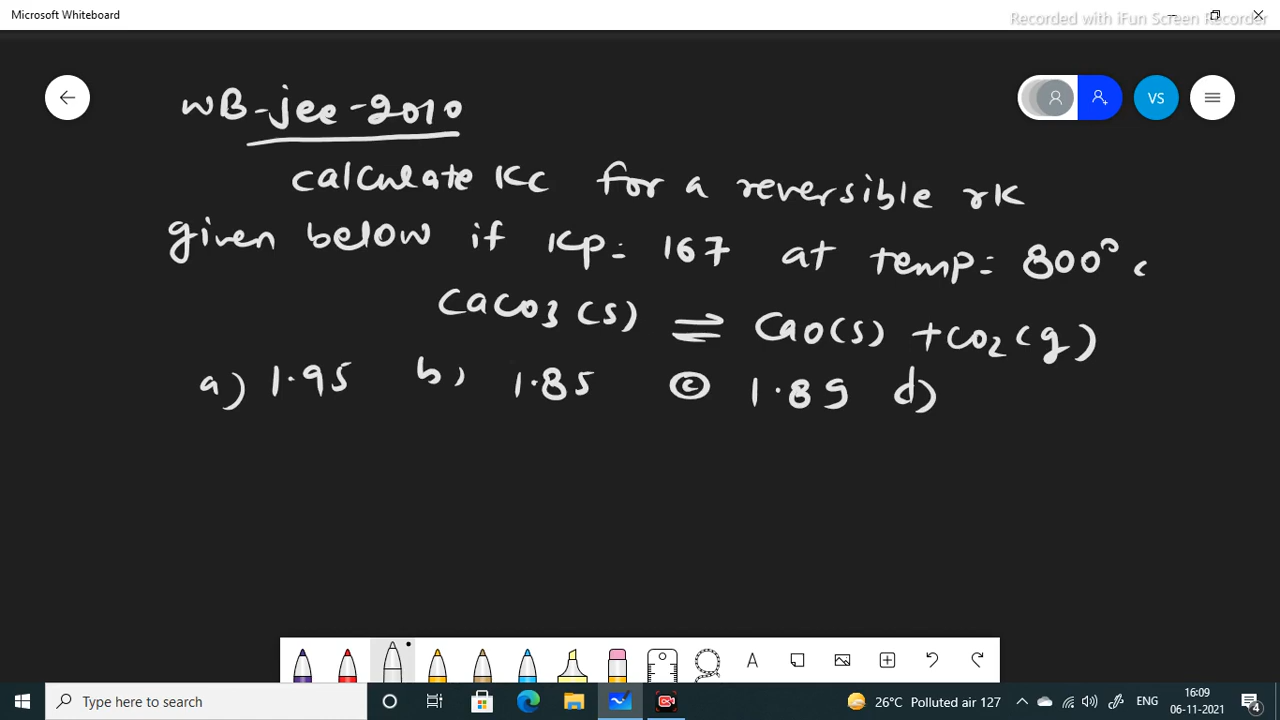 Microsoft Whiteboard
Recorded with iFun Screen Recorder
WB-jee-2010
VS
calculate Kc for a reversible rK
given below if Kp = 167 at temp = 800° c
CaCO3 (s) ⇌ CaO(s) + CO2 (g)
a) 1.95 b) 1.85 © 1.89 d)
A
Type here to search
26°C Polluted air 127
ENG
16:09
06-11-2021
4